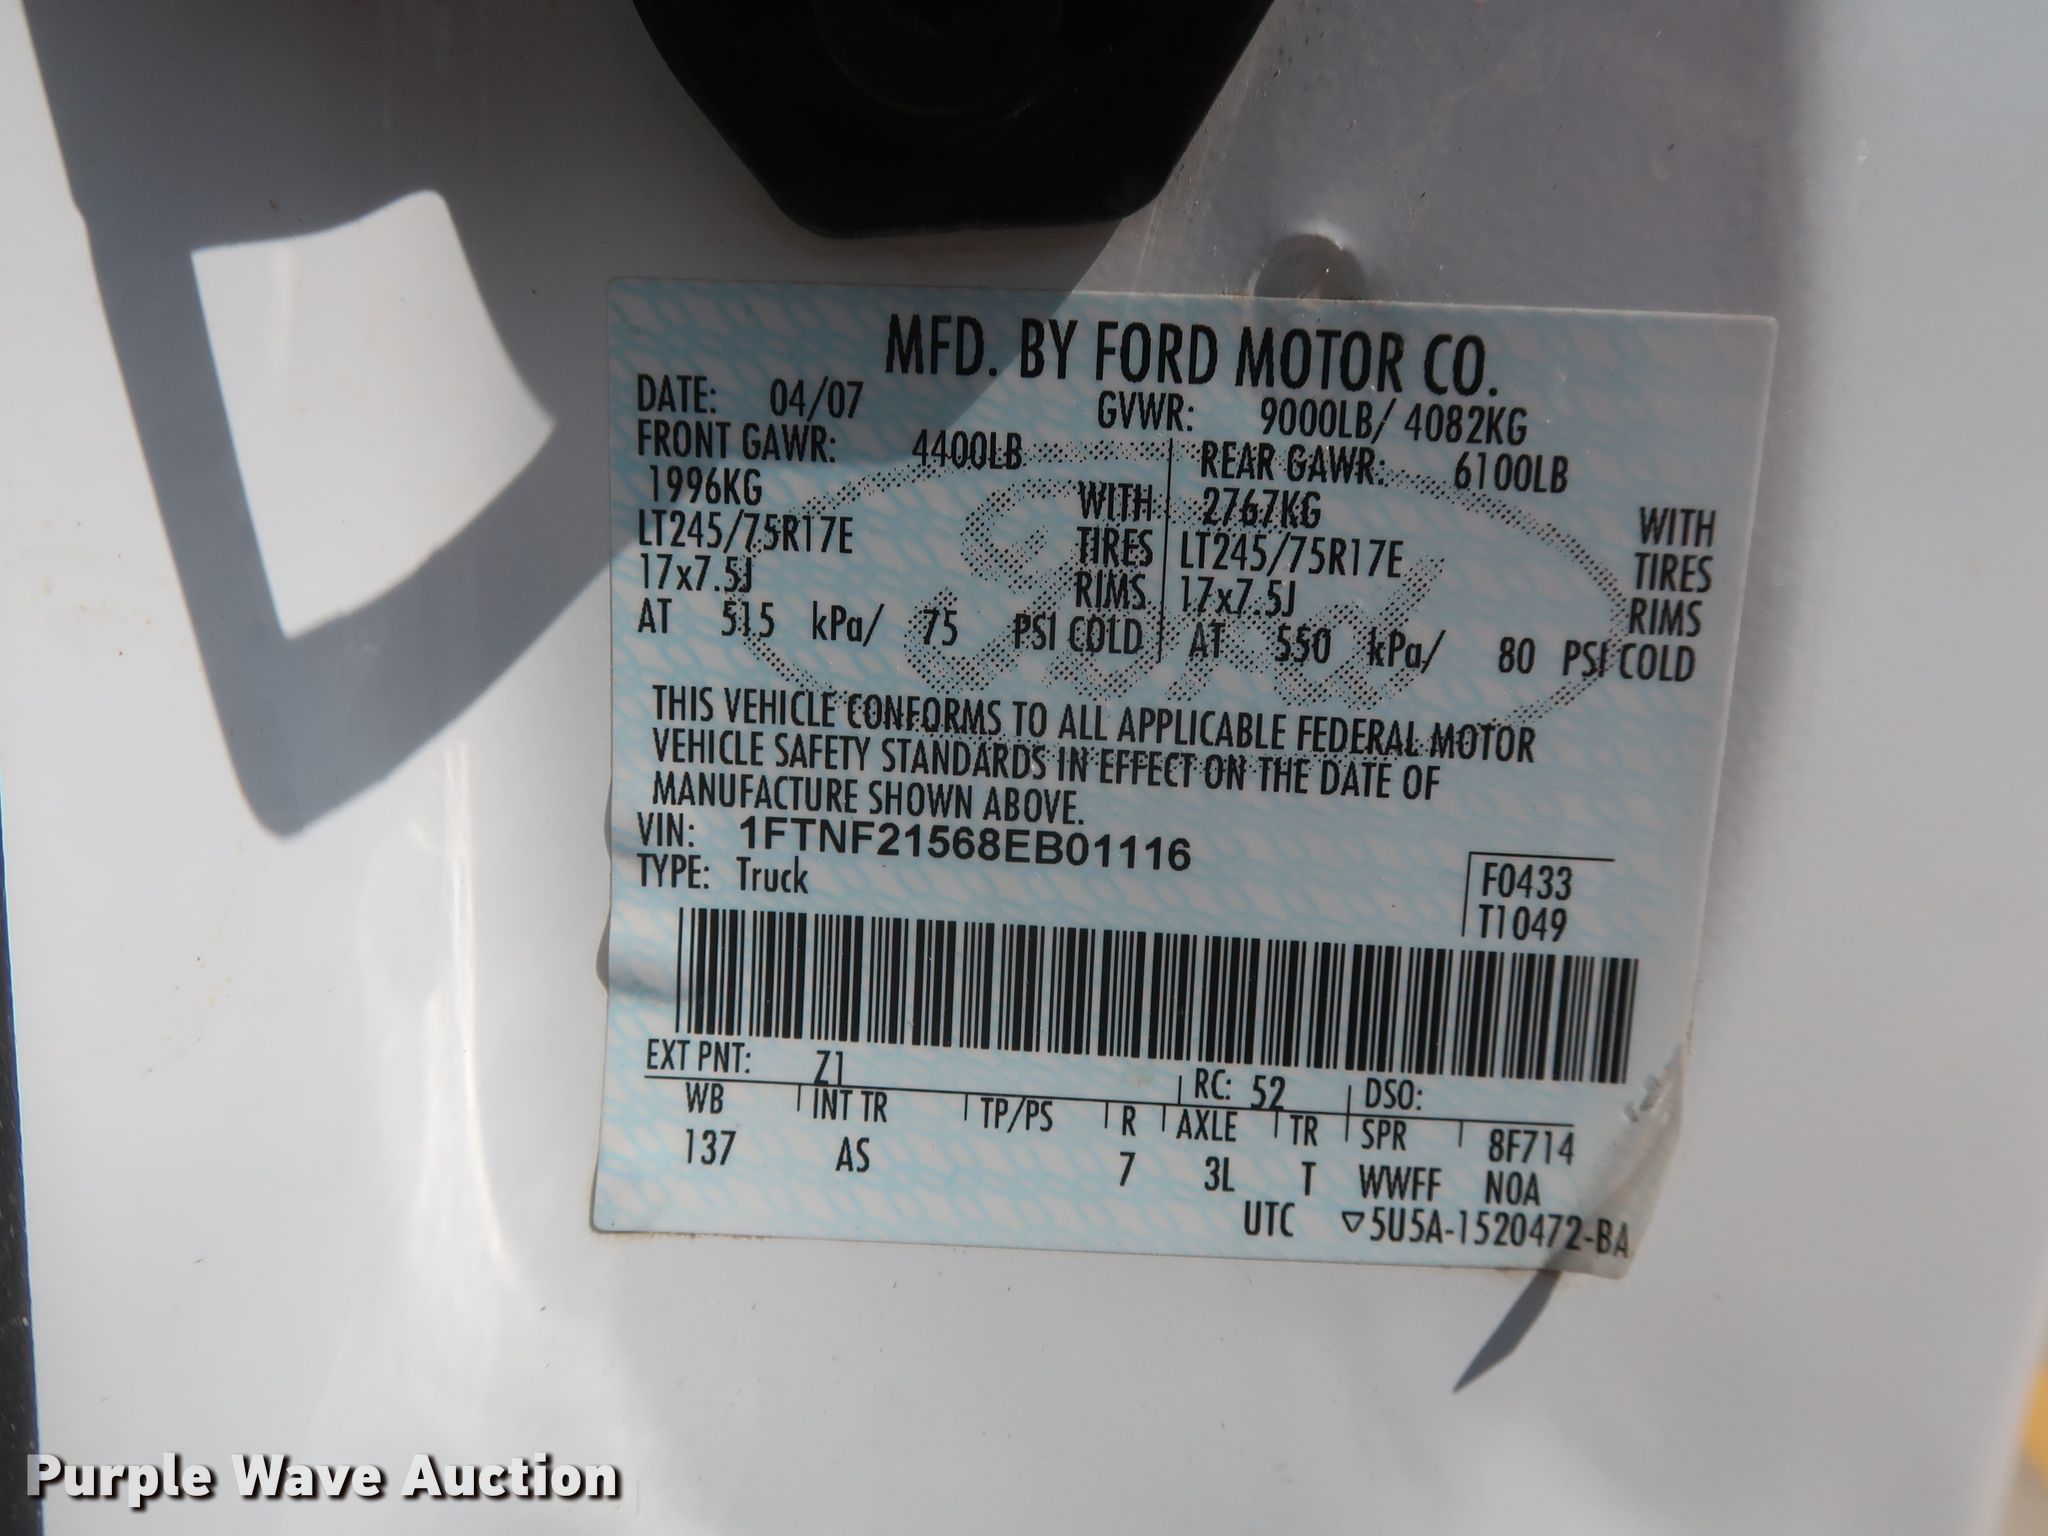 MFD. BY FORD MOTOR CO.
DATE: 04/07 GVWR: 9000LB/ 4082KG
FRONT GAWR: 4400LB REAR GAWR: 6100LB
1996KG WITH 2767KG WITH
LT245/75R17E TIRES LT245/75R17E TIRES
17x7.5J RIMS 17x7.5J RIMS
AT 515 kPa/ 75 PSI COLD AT 550 kPa/ 80 PSI COLD
Ford
THIS VEHICLE CONFORMS TO ALL APPLICABLE FEDERAL MOTOR
VEHICLE SAFETY STANDARDS IN EFFECT ON THE DATE OF
MANUFACTURE SHOWN ABOVE.
VIN: 1FTNF21568EB01116
TYPE: Truck
F0433
T1049
EXT PNT: Z1 RC: 52 DSO:
WB INT TR TP/PS R AXLE TR SPR 8F714
137 AS 7 3L T WWFF NOA
UTC ▽5U5A-1520472-BA
Purple Wave Auction